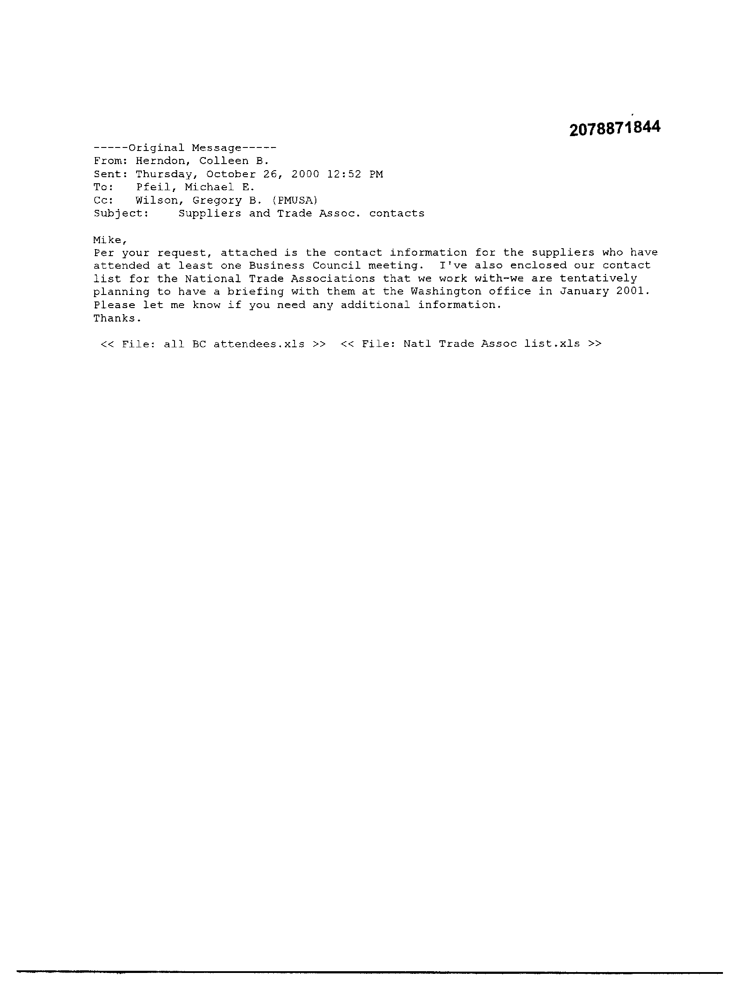 2078871844
-----Original Message-----
From: Herndon, Colleen B.
Sent: Thursday, October 26, 2000 12:52 PM
To: Pfeil, Michael E.
Cc: Wilson, Gregory B. (PMUSA)
Subject: Suppliers and Trade Assoc. contacts
Mike,
Per your request, attached is the contact information for the suppliers who have
attended at least one Business Council meeting. I've also enclosed our contact
list for the National Trade Associations that we work with-we are tentatively
planning to have a briefing with them at the Washington office in January 2001.
Please let me know if you need any additional information.
Thanks.
<< File: all BC attendees.xls >> << File: Natl Trade Assoc list.xls >>